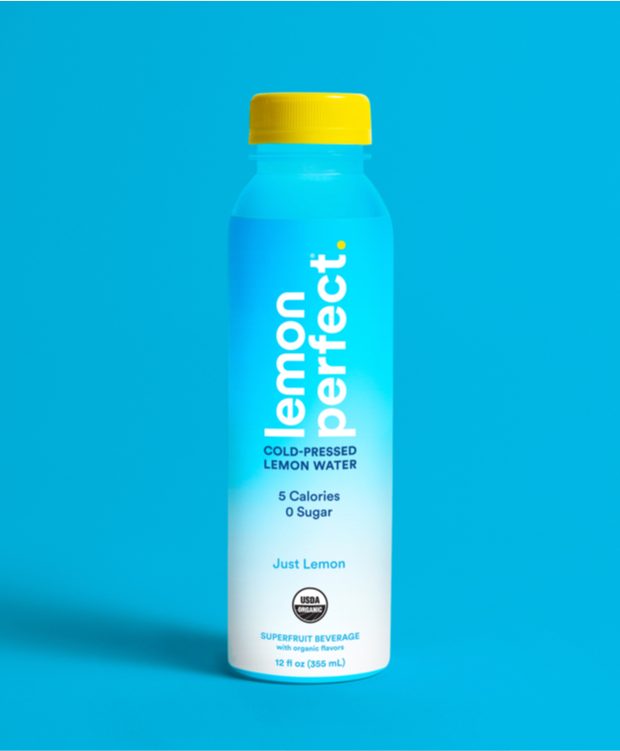 lemon
perfect.®
COLD-PRESSED
LEMON WATER
5 Calories
0 Sugar
Just Lemon
USDA
ORGANIC
SUPERFRUIT BEVERAGE
with organic flavors
12 fl oz (355 mL)